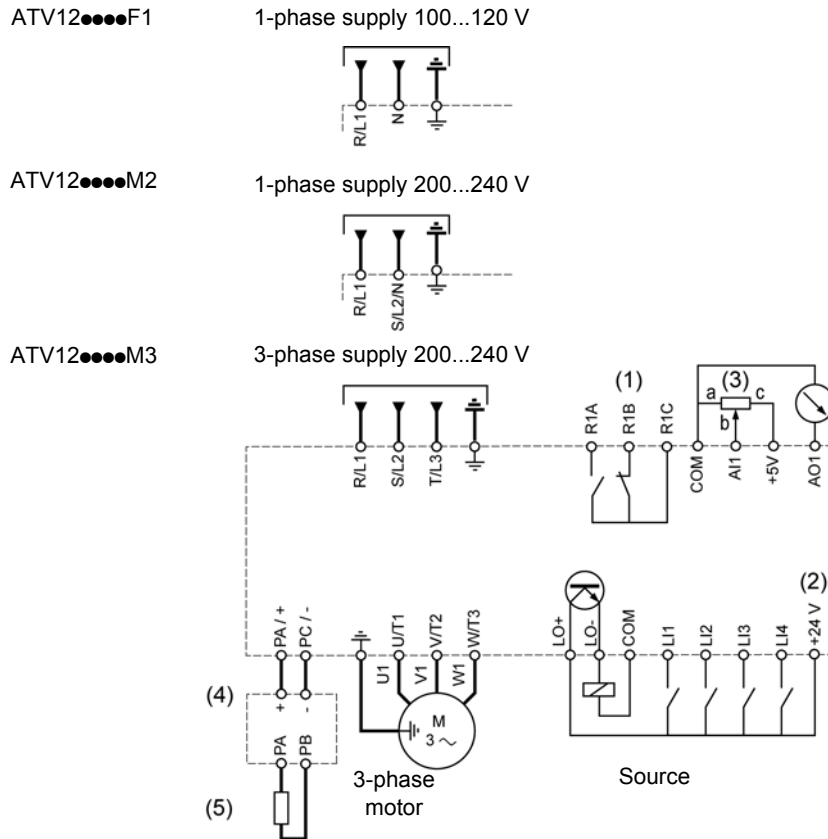 ATV12●●●●F1 1-phase supply 100...120 V
R/L1 N
ATV12●●●●M2 1-phase supply 200...240 V
R/L1 S/L2/N
ATV12●●●●M3 3-phase supply 200...240 V
(1) (3)
a c
b
R/L1 S/L2 T/L3 R1A R1B R1C COM AI1 +5V AO1
(2)
PA / + PC / - U/T1 V/T2 W/T3 LO+ LO- COM LI1 LI2 LI3 LI4 +24 V
U1 V1 W1
(4) + -
M
3 ~
PA PB
3-phase
motor
Source
(5)